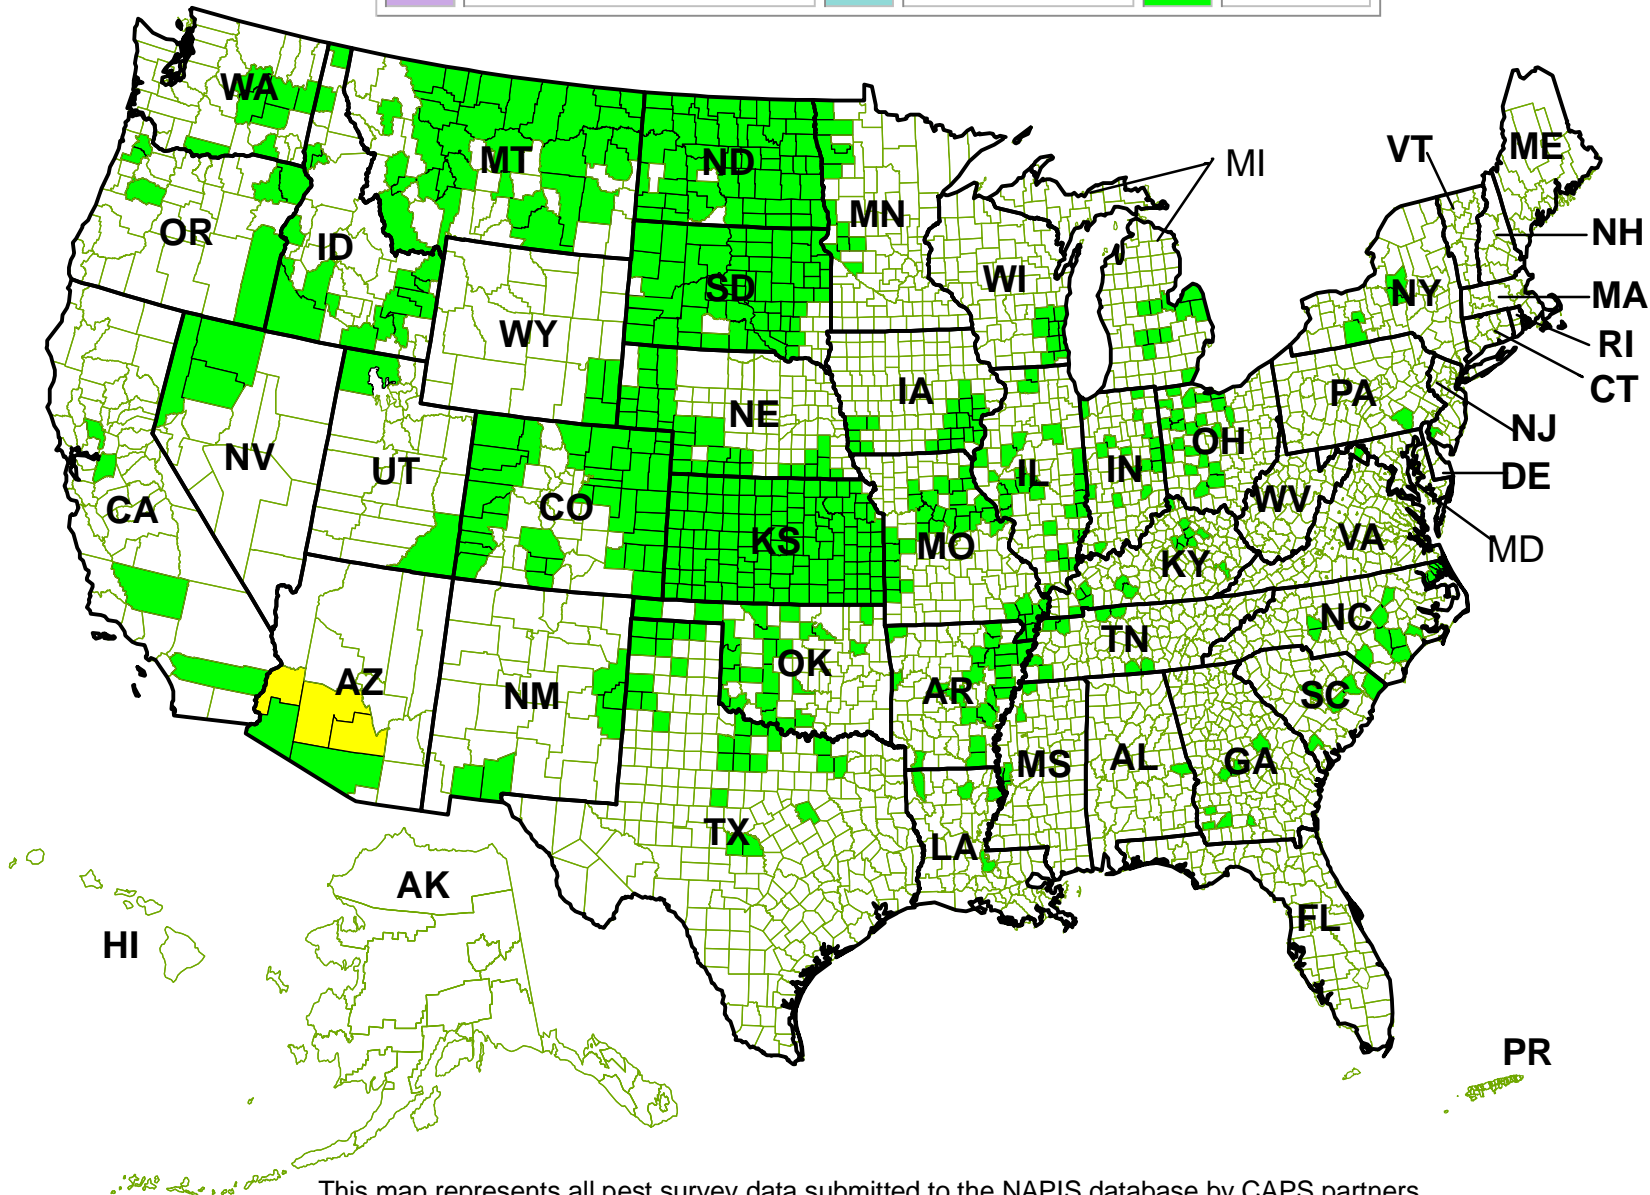 WA
MT
ND
MN
MI
VT
ME
OR
ID
SD
WI
NY
NH
MA
RI
CT
WY
IA
PA
NE
NJ
NV
UT
CO
IL
IN
OH
DE
CA
KS
MO
WV
VA
MD
KY
NC
TN
AZ
OK
NM
AR
SC
MS
AL
GA
TX
LA
AK
FL
HI
PR
This map represents all pest survey data submitted to the NAPIS database by CAPS partners